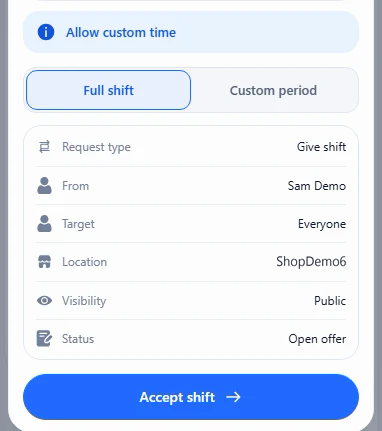 Allow custom time
Full shift Custom period
Request type Give shift
From Sam Demo
Target Everyone
Location ShopDemo6
Visibility Public
Status Open offer
Accept shift →